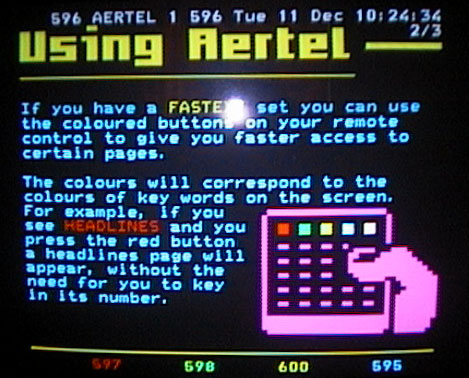 596 AERTEL 1 596 Tue 11 Dec 10:24:34
2/3
Using Aertel
If you have a set you can use
the coloured buttons on your remote
control to give you faster access to
certain pages.
The colours will correspond to the
colours of key words on the screen.
For example, if you
see HEADLINES and you
press the red button
a headlines page will
appear, without the
need for you to key
in its number.
597 598 600 595